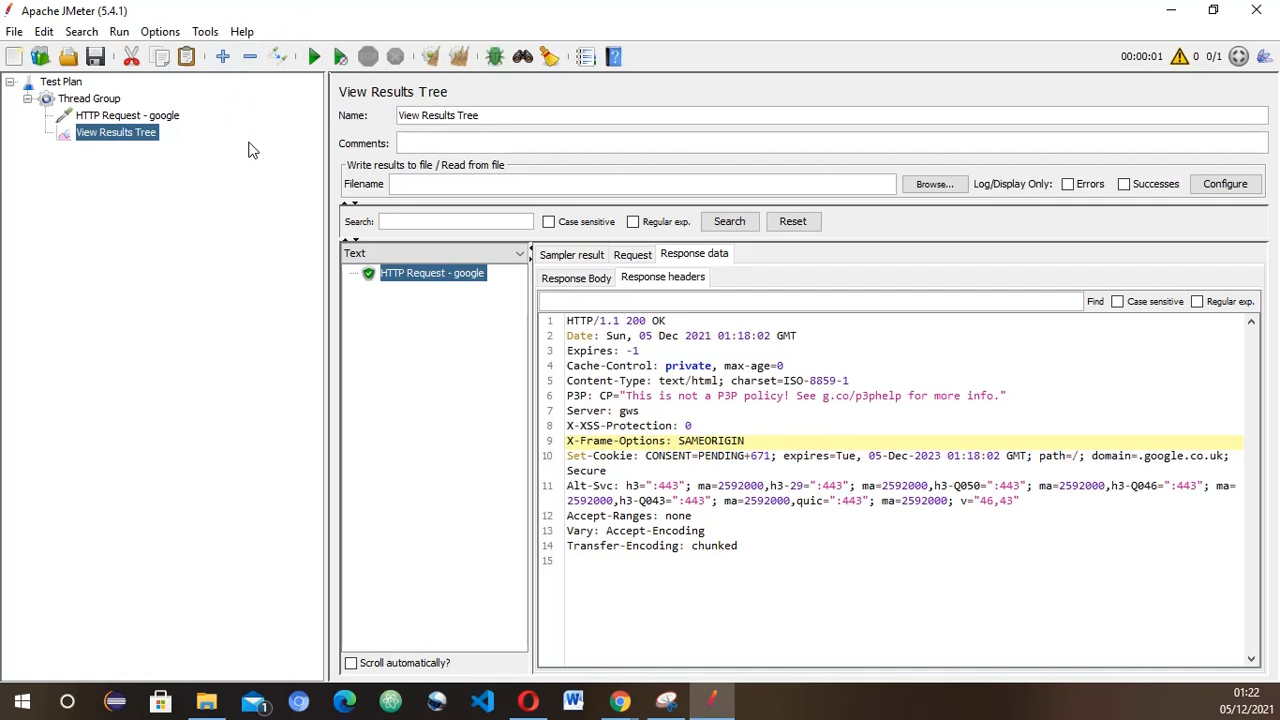 Apache JMeter (5.4.1)
File Edit Search Run Options Tools Help
00:00:01 0 0/1
Test Plan
Thread Group
HTTP Request - google
View Results Tree
View Results Tree
Name: View Results Tree
Comments:
Write results to file / Read from file
Filename Browse... Log/Display Only: Errors Successes Configure
Search: Case sensitive Regular exp. Search Reset
Text
HTTP Request - google
Scroll automatically?
Sampler result Request Response data
Response Body Response headers
Find Case sensitive Regular exp.
1 HTTP/1.1 200 OK
2 Date: Sun, 05 Dec 2021 01:18:02 GMT
3 Expires: -1
4 Cache-Control: private, max-age=0
5 Content-Type: text/html; charset=ISO-8859-1
6 P3P: CP="This is not a P3P policy! See g.co/p3phelp for more info."
7 Server: gws
8 X-XSS-Protection: 0
9 X-Frame-Options: SAMEORIGIN
10 Set-Cookie: CONSENT=PENDING+671; expires=Tue, 05-Dec-2023 01:18:02 GMT; path=/; domain=.google.co.uk;
Secure
11 Alt-Svc: h3=":443"; ma=2592000,h3-29=":443"; ma=2592000,h3-Q050=":443"; ma=2592000,h3-Q046=":443"; ma=
2592000,h3-Q043=":443"; ma=2592000,quic=":443"; ma=2592000; v="46,43"
12 Accept-Ranges: none
13 Vary: Accept-Encoding
14 Transfer-Encoding: chunked
15
1
W
01:22
05/12/2021